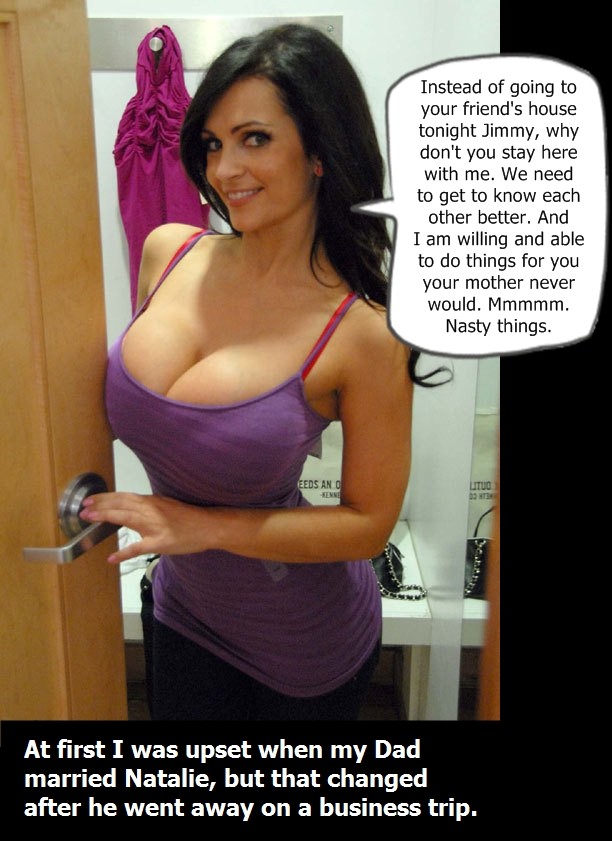 Instead of going to
your friend's house
tonight Jimmy, why
don't you stay here
with me. We need
to get to know each
other better. And
I am willing and able
to do things for you
your mother never
would. Mmmmm.
Nasty things.
EEDS AN O
-KENNE
At first I was upset when my Dad
married Natalie, but that changed
after he went away on a business trip.